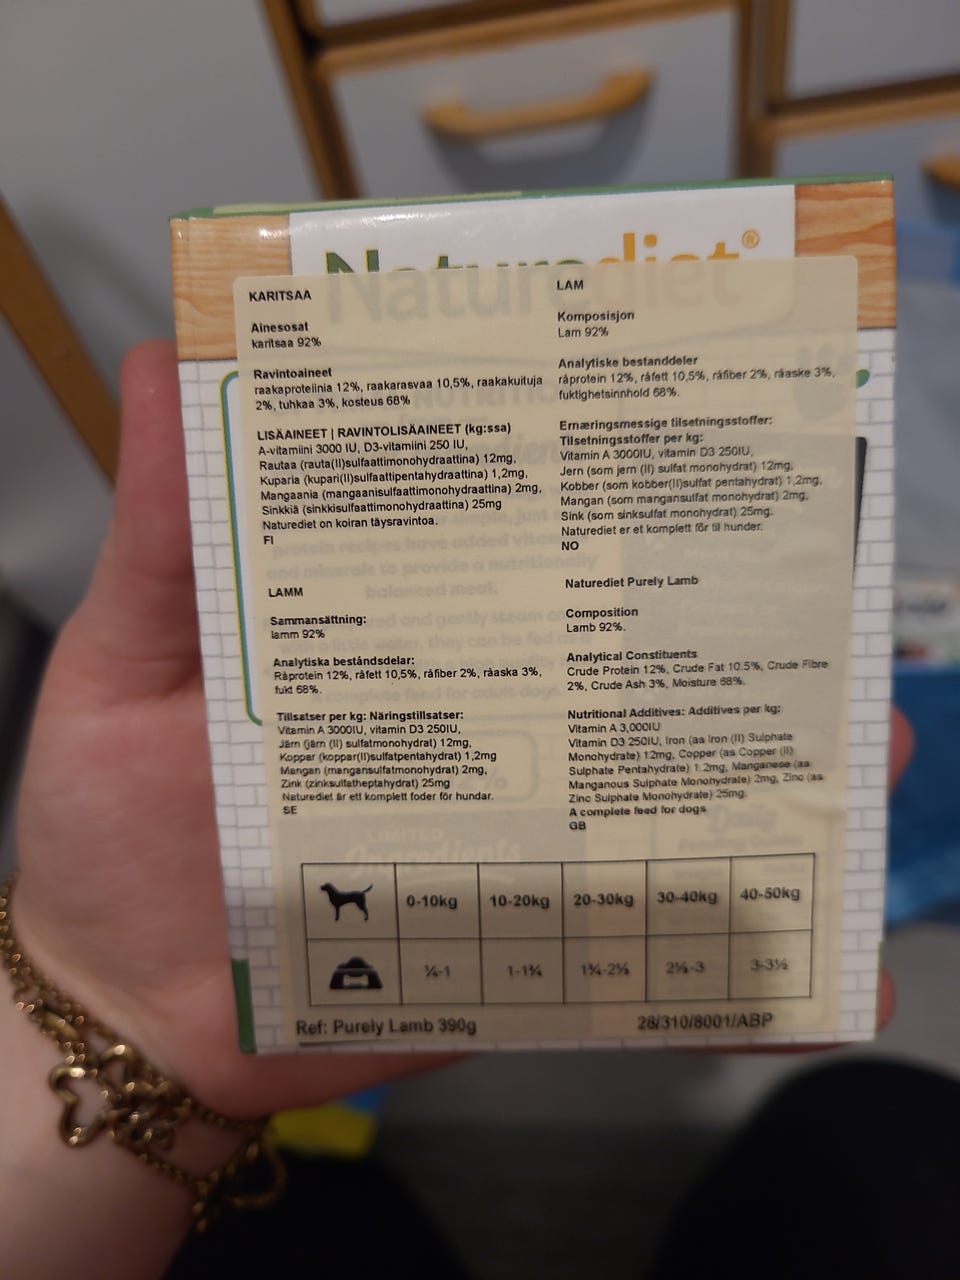 Naturediet®
KARITSAA
Ainesosat
karitsaa 92%
Ravintoaineet
raakaproteiinia 12%, raakarasvaa 10,5%, raakakuituja
2%, tuhkaa 3%, kosteus 68%
LISÄAINEET | RAVINTOLISÄAINEET (kg:ssa)
A-vitamiini 3000 IU, D3-vitamiini 250 IU,
Rautaa (rauta(II)sulfaattimonohydraattina) 12mg,
Kuparia (kupari(II)sulfaattipentahydraattina) 1,2mg,
Mangaania (mangaanisulfaattimonohydraattina) 2mg,
Sinkkiä (sinkkisulfaattimonohydraattina) 25mg
Naturediet on koiran täysravintoa.
FI
LAMM
Sammansättning:
lamm 92%
Analytiska beståndsdelar:
Råprotein 12%, råfett 10,5%, råfiber 2%, råaska 3%,
fukt 68%.
Tillsatser per kg: Näringstillsatser:
Vitamin A 3000IU, vitamin D3 250IU,
Järn (järn (II) sulfatmonohydrat) 12mg,
Koppar (koppar(II)sulfatpentahydrat) 1,2mg
Mangan (mangansulfatmonohydrat) 2mg,
Zink (zinksulfatheptahydrat) 25mg
Naturediet är ett komplett foder för hundar.
SE
LAM
Komposisjon
Lam 92%
Analytiske bestanddeler
råprotein 12%, råfett 10,5%, råfiber 2%, råaske 3%,
fuktighetsinnhold 68%.
Ernæringsmessige tilsetningsstoffer:
Tilsetningsstoffer per kg:
Vitamin A 3000IU, vitamin D3 250IU,
Jern (som jern (II) sulfat monohydrat) 12mg,
Kobber (som kobber(II)sulfat pentahydrat) 1,2mg,
Mangan (som mangansulfat monohydrat) 2mg,
Sink (som sinksulfat monohydrat) 25mg.
Naturediet er et komplett fôr til hunder.
NO
Naturediet Purely Lamb
Composition
Lamb 92%.
Analytical Constituents
Crude Protein 12%, Crude Fat 10.5%, Crude Fibre
2%, Crude Ash 3%, Moisture 68%.
Nutritional Additives: Additives per kg:
Vitamin A 3,000IU
Vitamin D3 250IU, Iron (as Iron (II) Sulphate
Monohydrate) 12mg, Copper (as Copper (II)
Sulphate Pentahydrate) 1.2mg, Manganese (as
Manganous Sulphate Monohydrate) 2mg, Zinc (as
Zinc Sulphate Monohydrate) 25mg.
A complete feed for dogs
GB
0-10kg 10-20kg 20-30kg 30-40kg 40-50kg
1-1¾
Ref: Purely Lamb 390g 28/310/8001/ABP